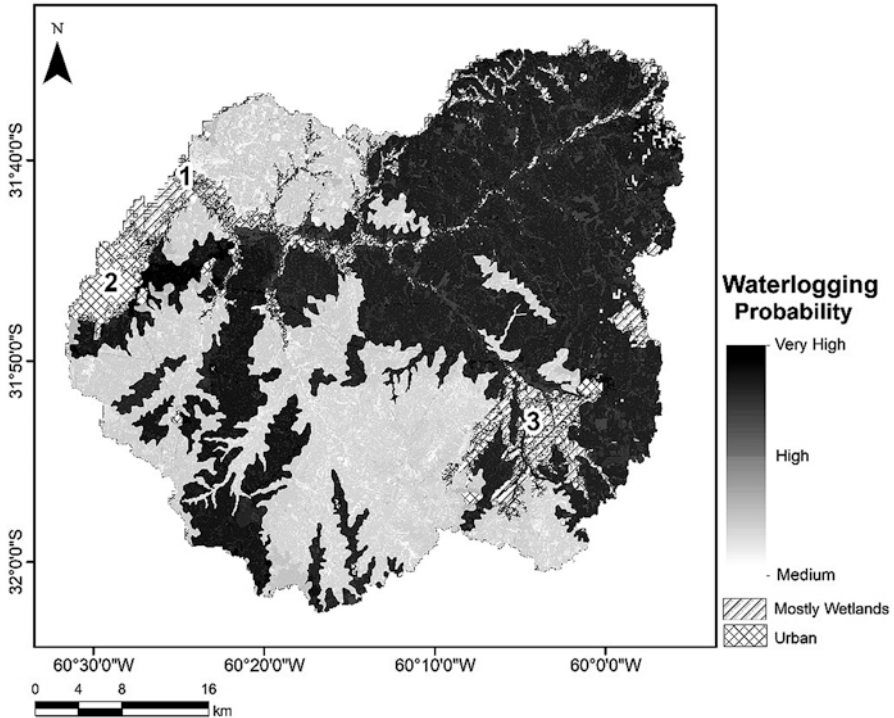 N
31°40'0"S
1
2
31°50'0"S
3
32°0'0"S
60°30'0"W 60°20'0"W 60°10'0"W 60°0'0"W
0 4 8 16
km
Waterlogging
Probability
Very High
High
Medium
Mostly Wetlands
Urban